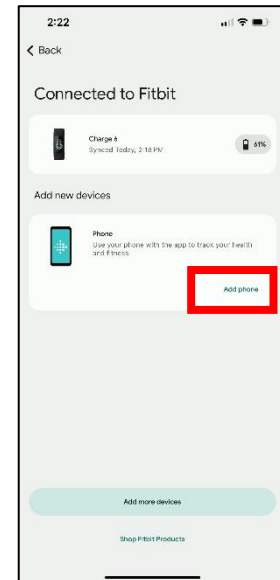 2:22
Back
Connected to Fitbit
Charge 6
Synced Today, 2:18 PM
61%
Add new devices
Phone
Use your phone with the app to track your health
and fitness
Add phone
Add more devices
Shop Fitbit Products